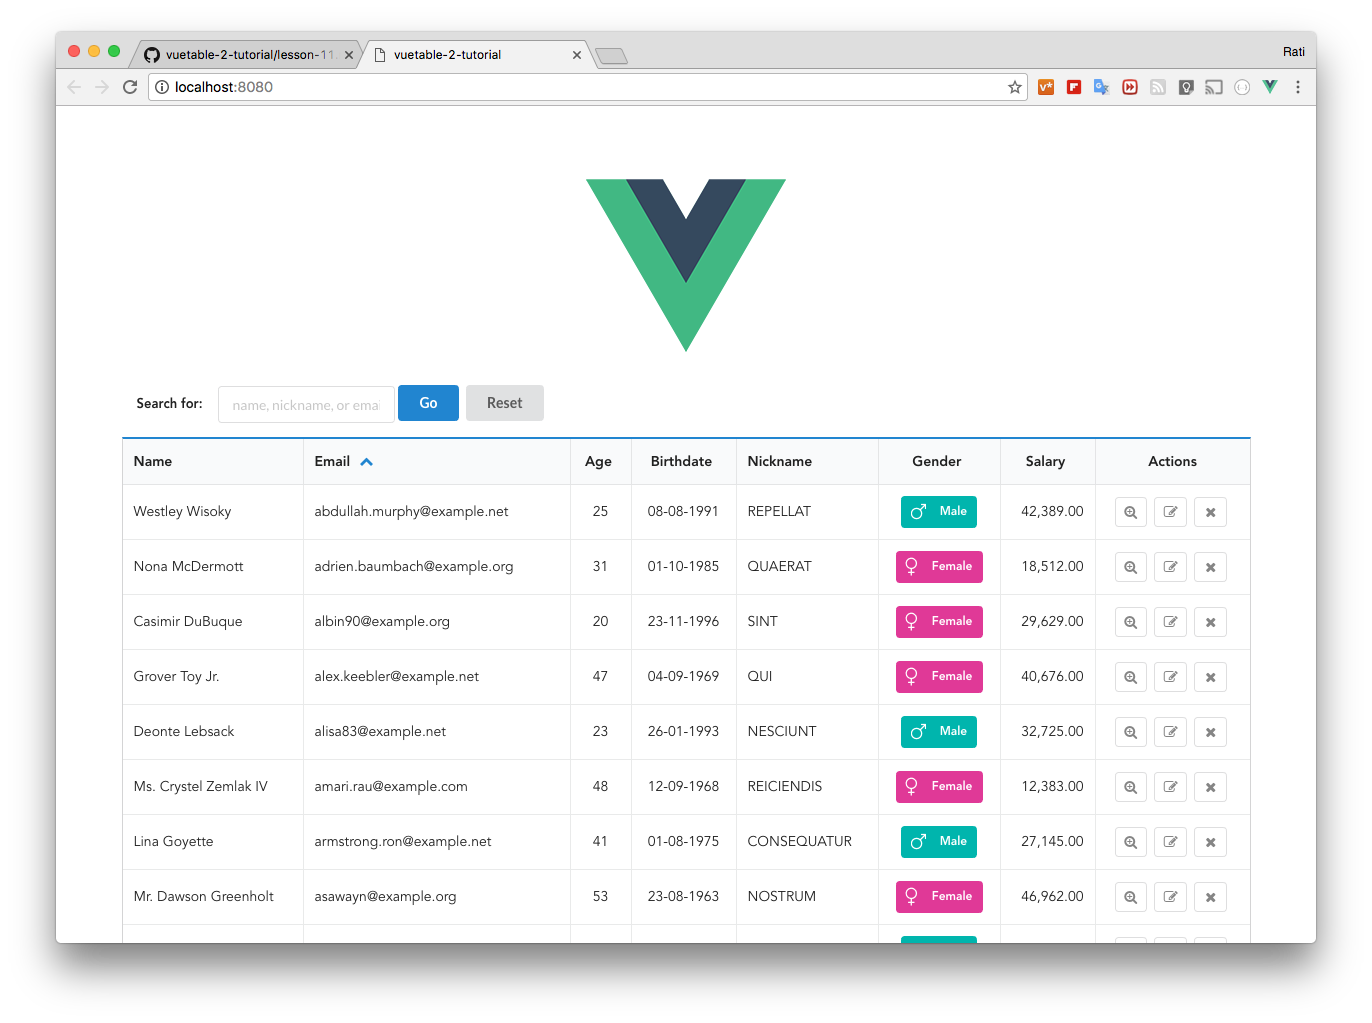 Rati
vuetable-2-tutorial/lesson-11. vuetable-2-tutorial
localhost:8080
Search for: name, nickname, or emai Go Reset
Name Email Age Birthdate Nickname Gender Salary Actions
Westley Wisoky abdullah.murphy@example.net 25 08-08-1991 REPELLAT Male 42,389.00
Nona McDermott adrien.baumbach@example.org 31 01-10-1985 QUAERAT Female 18,512.00
Casimir DuBuque albin90@example.org 20 23-11-1996 SINT Female 29,629.00
Grover Toy Jr. alex.keebler@example.net 47 04-09-1969 QUI Female 40,676.00
Deonte Lebsack alisa83@example.net 23 26-01-1993 NESCIUNT Male 32,725.00
Ms. Crystel Zemlak IV amari.rau@example.com 48 12-09-1968 REICIENDIS Female 12,383.00
Lina Goyette armstrong.ron@example.net 41 01-08-1975 CONSEQUATUR Male 27,145.00
Mr. Dawson Greenholt asawayn@example.org 53 23-08-1963 NOSTRUM Female 46,962.00